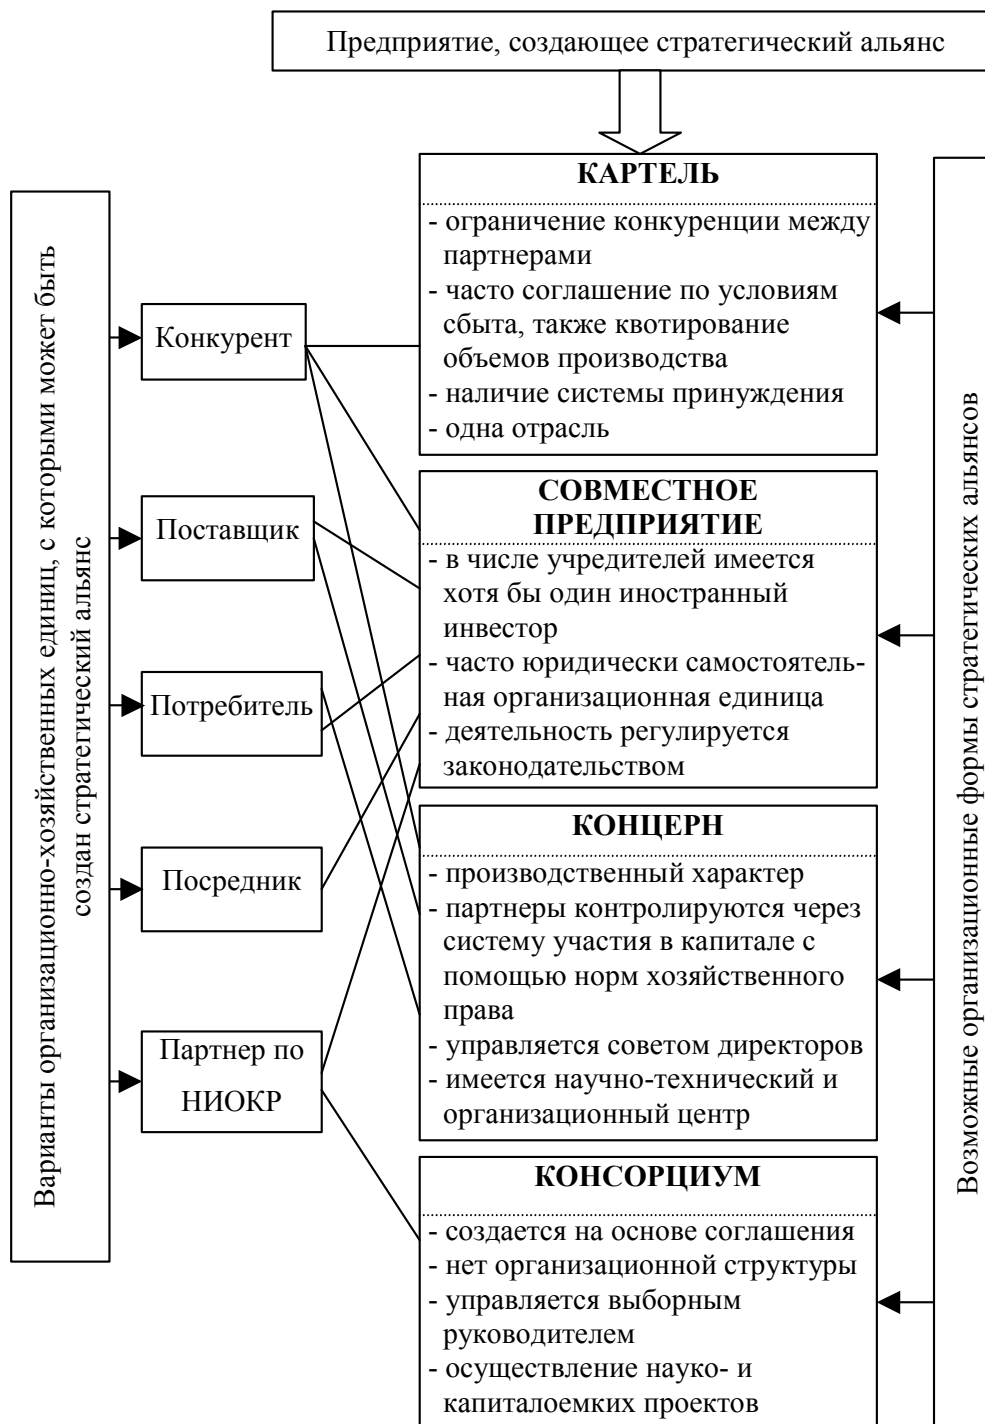 Предприятие, создающее стратегический альянс
Варианты организационно-хозяйственных единиц, с которыми может быть
создан стратегический альянс
Конкурент
Поставщик
Потребитель
Посредник
Партнер по
НИОКР
КАРТЕЛЬ
- ограничение конкуренции между
партнерами
- часто соглашение по условиям
сбыта, также квотирование
объемов производства
- наличие системы принуждения
- одна отрасль
СОВМЕСТНОЕ
ПРЕДПРИЯТИЕ
- в числе учредителей имеется
хотя бы один иностранный
инвестор
- часто юридически самостоятель-
ная организационная единица
- деятельность регулируется
законодательством
КОНЦЕРН
- производственный характер
- партнеры контролируются через
систему участия в капитале с
помощью норм хозяйственного
права
- управляется советом директоров
- имеется научно-технический и
организационный центр
КОНСОРЦИУМ
- создается на основе соглашения
- нет организационной структуры
- управляется выборным
руководителем
- осуществление науко- и
капиталоемких проектов
Возможные организационные формы стратегических альянсов